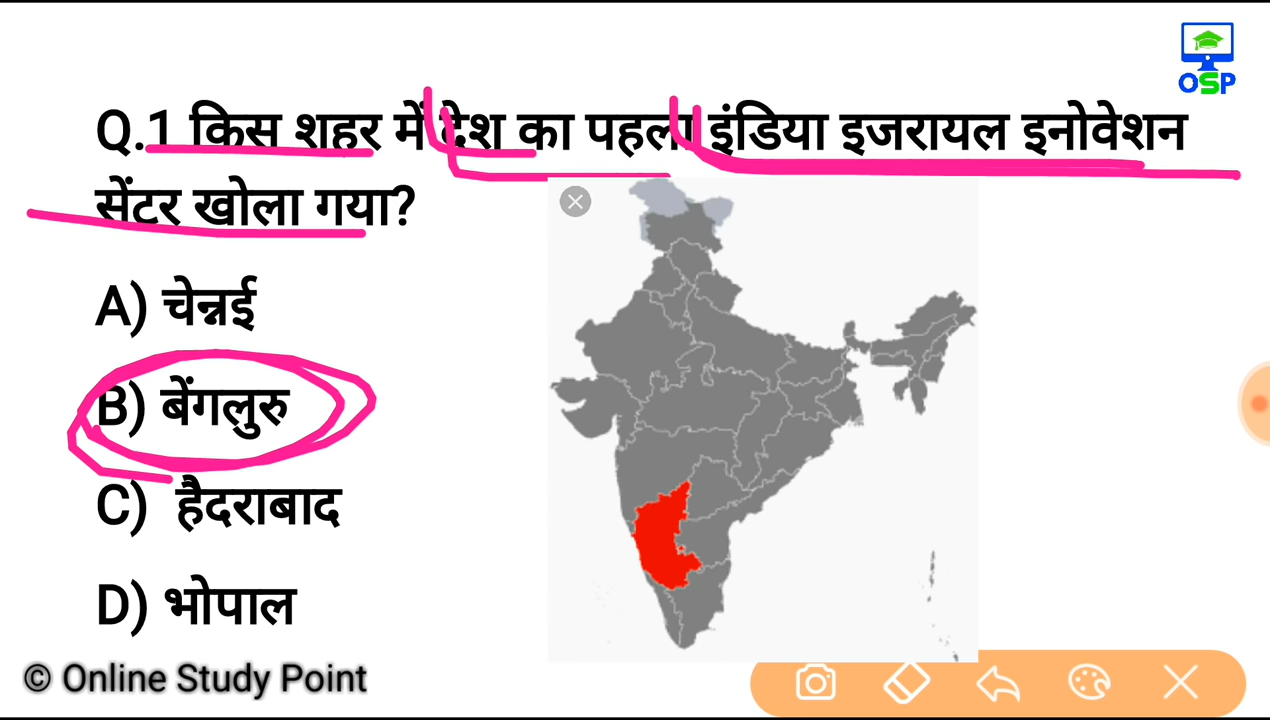 OSP
Q.1 किस शहर में देश का पहला इंडिया इजरायल इनोवेशन
सेंटर खोला गया?
A) चेन्नई
B) बेंगलुरु
C) हैदराबाद
D) भोपाल
© Online Study Point